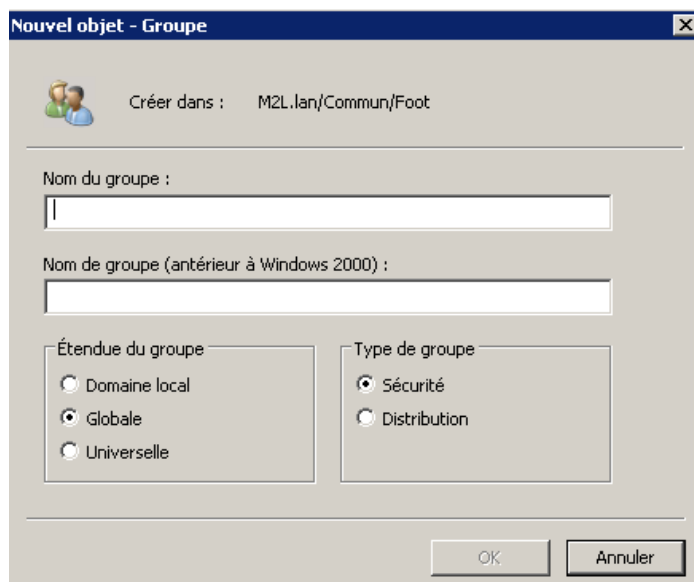 Nouvel objet - Groupe
Créer dans : M2L.lan/Commun/Foot
Nom du groupe :
Nom de groupe (antérieur à Windows 2000) :
Étendue du groupe
Domaine local
Globale
Universelle
Type de groupe
Sécurité
Distribution
OK
Annuler